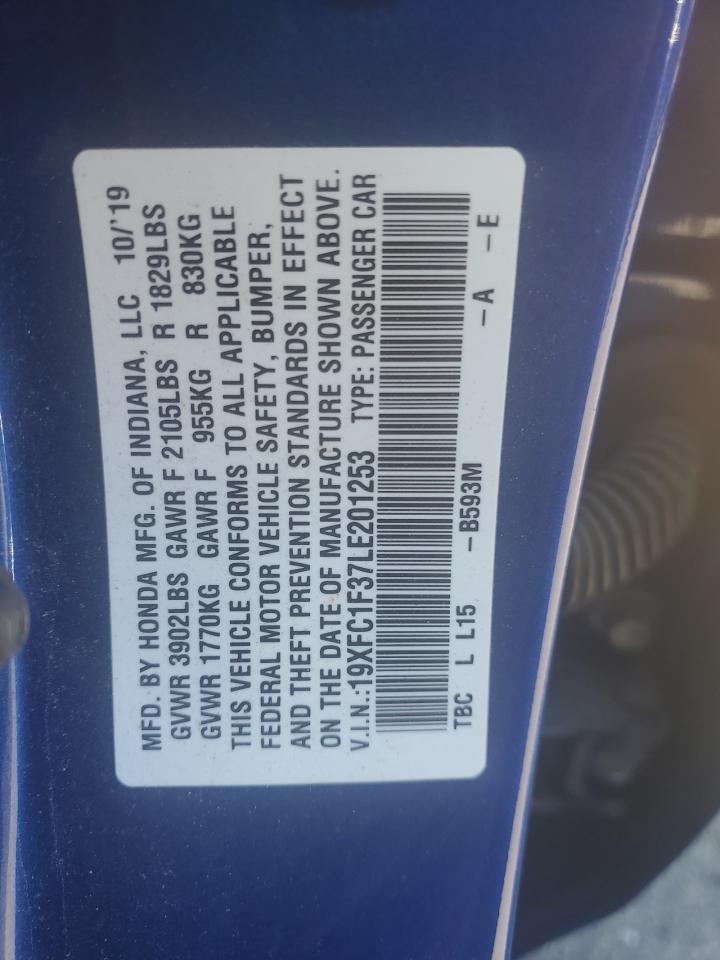 MFD. BY HONDA MFG. OF INDIANA, LLC 10/'19
GVWR 3902LBS GAWR F 2105LBS R 1829LBS
GVWR 1770KG GAWR F 955KG R 830KG
THIS VEHICLE CONFORMS TO ALL APPLICABLE
FEDERAL MOTOR VEHICLE SAFETY, BUMPER,
AND THEFT PREVENTION STANDARDS IN EFFECT
ON THE DATE OF MANUFACTURE SHOWN ABOVE.
V.I.N.:19XFC1F37LE201253 TYPE: PASSENGER CAR
TBC L L15 -B593M -A -E